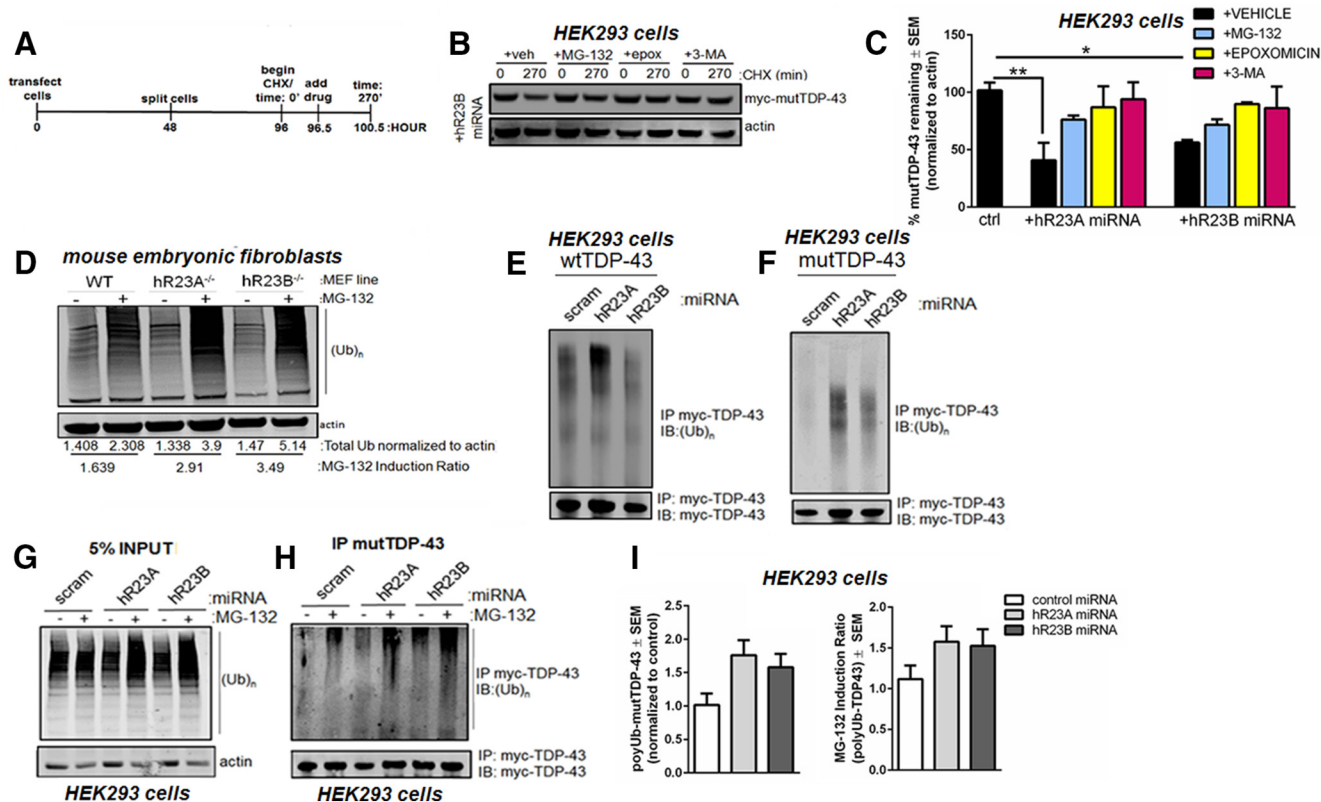 A
transfect cells
0
split cells
48
begin CHX/ time: 0'
96
add drug
96.5
time: 270'
100.5 :HOUR
B
HEK293 cells
+veh +MG-132 +epox +3-MA
0 270 0 270 0 270 0 270 :CHX (min)
+hR23B miRNA
myc-mutTDP-43
actin
C
HEK293 cells
+VEHICLE
+MG-132
+EPOXOMICIN
+3-MA
% mutTDP-43 remaining ± SEM
(normalized to actin)
150
100
50
0
*
**
ctrl +hR23A miRNA +hR23B miRNA
D
mouse embryonic fibroblasts
WT hR23A-/- hR23B-/- :MEF line
- + - + - + :MG-132
(Ub)n
actin
1.408 2.308 1.338 3.9 1.47 5.14 :Total Ub normalized to actin
1.639 2.91 3.49 :MG-132 Induction Ratio
E
HEK293 cells
wtTDP-43
scram hR23A hR23B :miRNA
IP myc-TDP-43
IB:(Ub)n
IP: myc-TDP-43
IB: myc-TDP-43
F
HEK293 cells
mutTDP-43
scram hR23A hR23B :miRNA
IP myc-TDP-43
IB:(Ub)n
IP: myc-TDP-43
IB: myc-TDP-43
G
5% INPUT
scram hR23A hR23B :miRNA
- + - + - + :MG-132
(Ub)n
actin
HEK293 cells
H
IP mutTDP-43
scram hR23A hR23B :miRNA
- + - + - + :MG-132
IP myc-TDP-43
IB:(Ub)n
IP: myc-TDP-43
IB: myc-TDP-43
HEK293 cells
I
HEK293 cells
poyUb-mutTDP-43 ± SEM
(normalized to control)
2.5
2.0
1.5
1.0
0.5
0.0
MG-132 Induction Ratio
(polyUb-TDP43) ± SEM
2.0
1.5
1.0
0.5
0.0
control miRNA
hR23A miRNA
hR23B miRNA